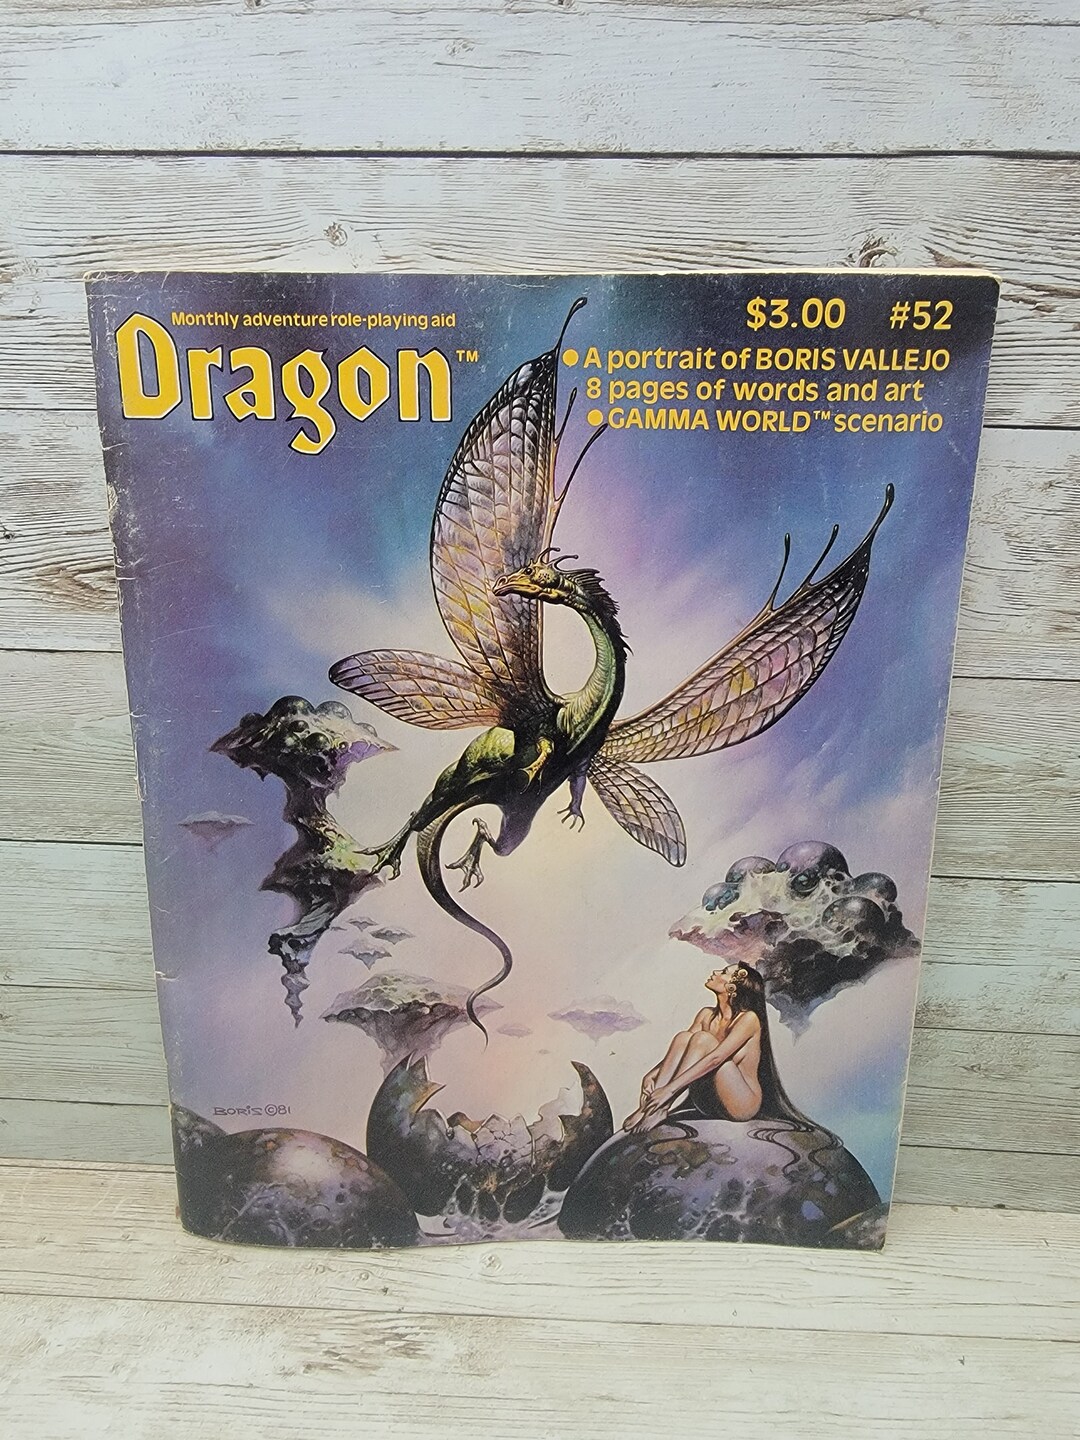 Monthly adventure role-playing aid
Dragon™
$3.00 #52
• A portrait of BORIS VALLEJO
8 pages of words and art
• GAMMA WORLD™ scenario
BORIS ©81